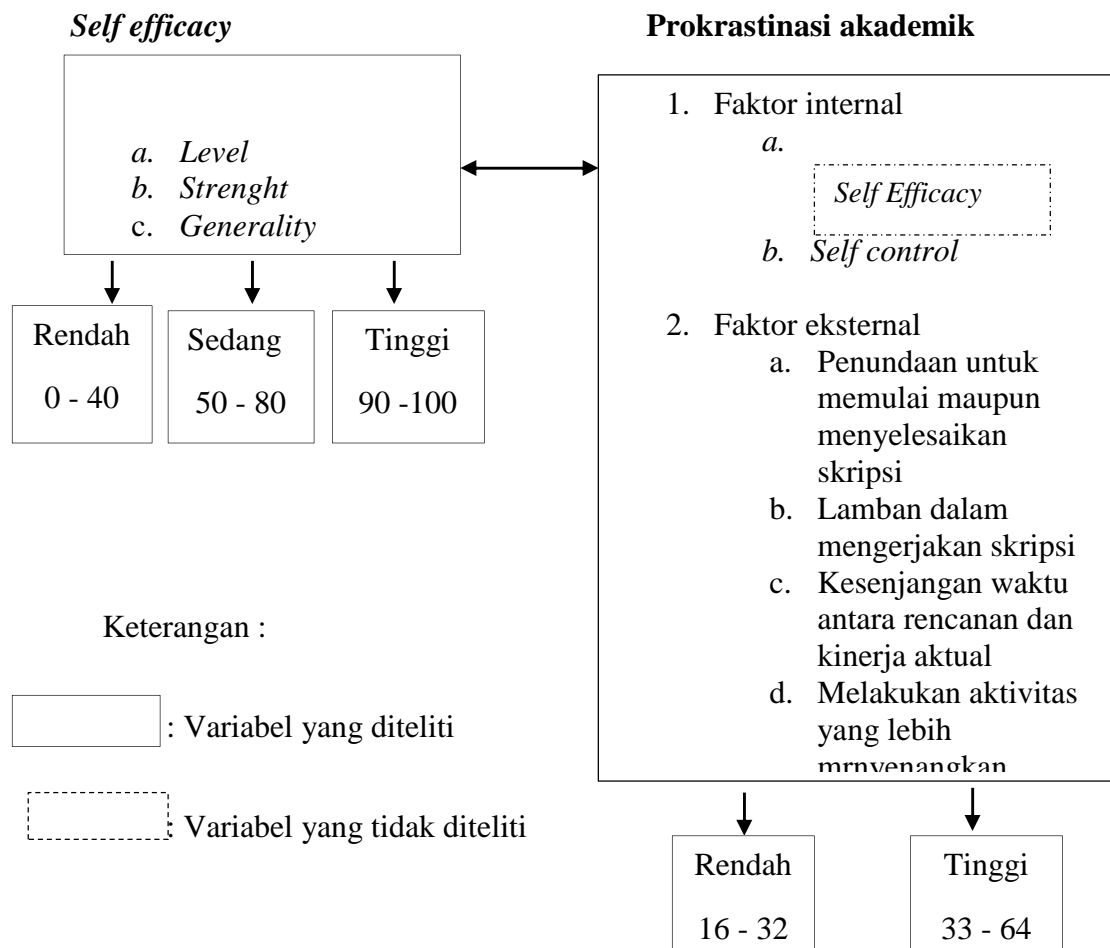 Self efficacy
a. Level
b. Strenght
c. Generality
Rendah
0 - 40
Sedang
50 - 80
Tinggi
90 -100
Prokrastinasi akademik
1. Faktor internal
a.
Self Efficacy
b. Self control
2. Faktor eksternal
a. Penundaan untuk
memulai maupun
menyelesaikan
skripsi
b. Lamban dalam
mengerjakan skripsi
c. Kesenjangan waktu
antara rencanan dan
kinerja aktual
d. Melakukan aktivitas
yang lebih
mrnyenangkan
Rendah
16 - 32
Tinggi
33 - 64
Keterangan :
: Variabel yang diteliti
: Variabel yang tidak diteliti